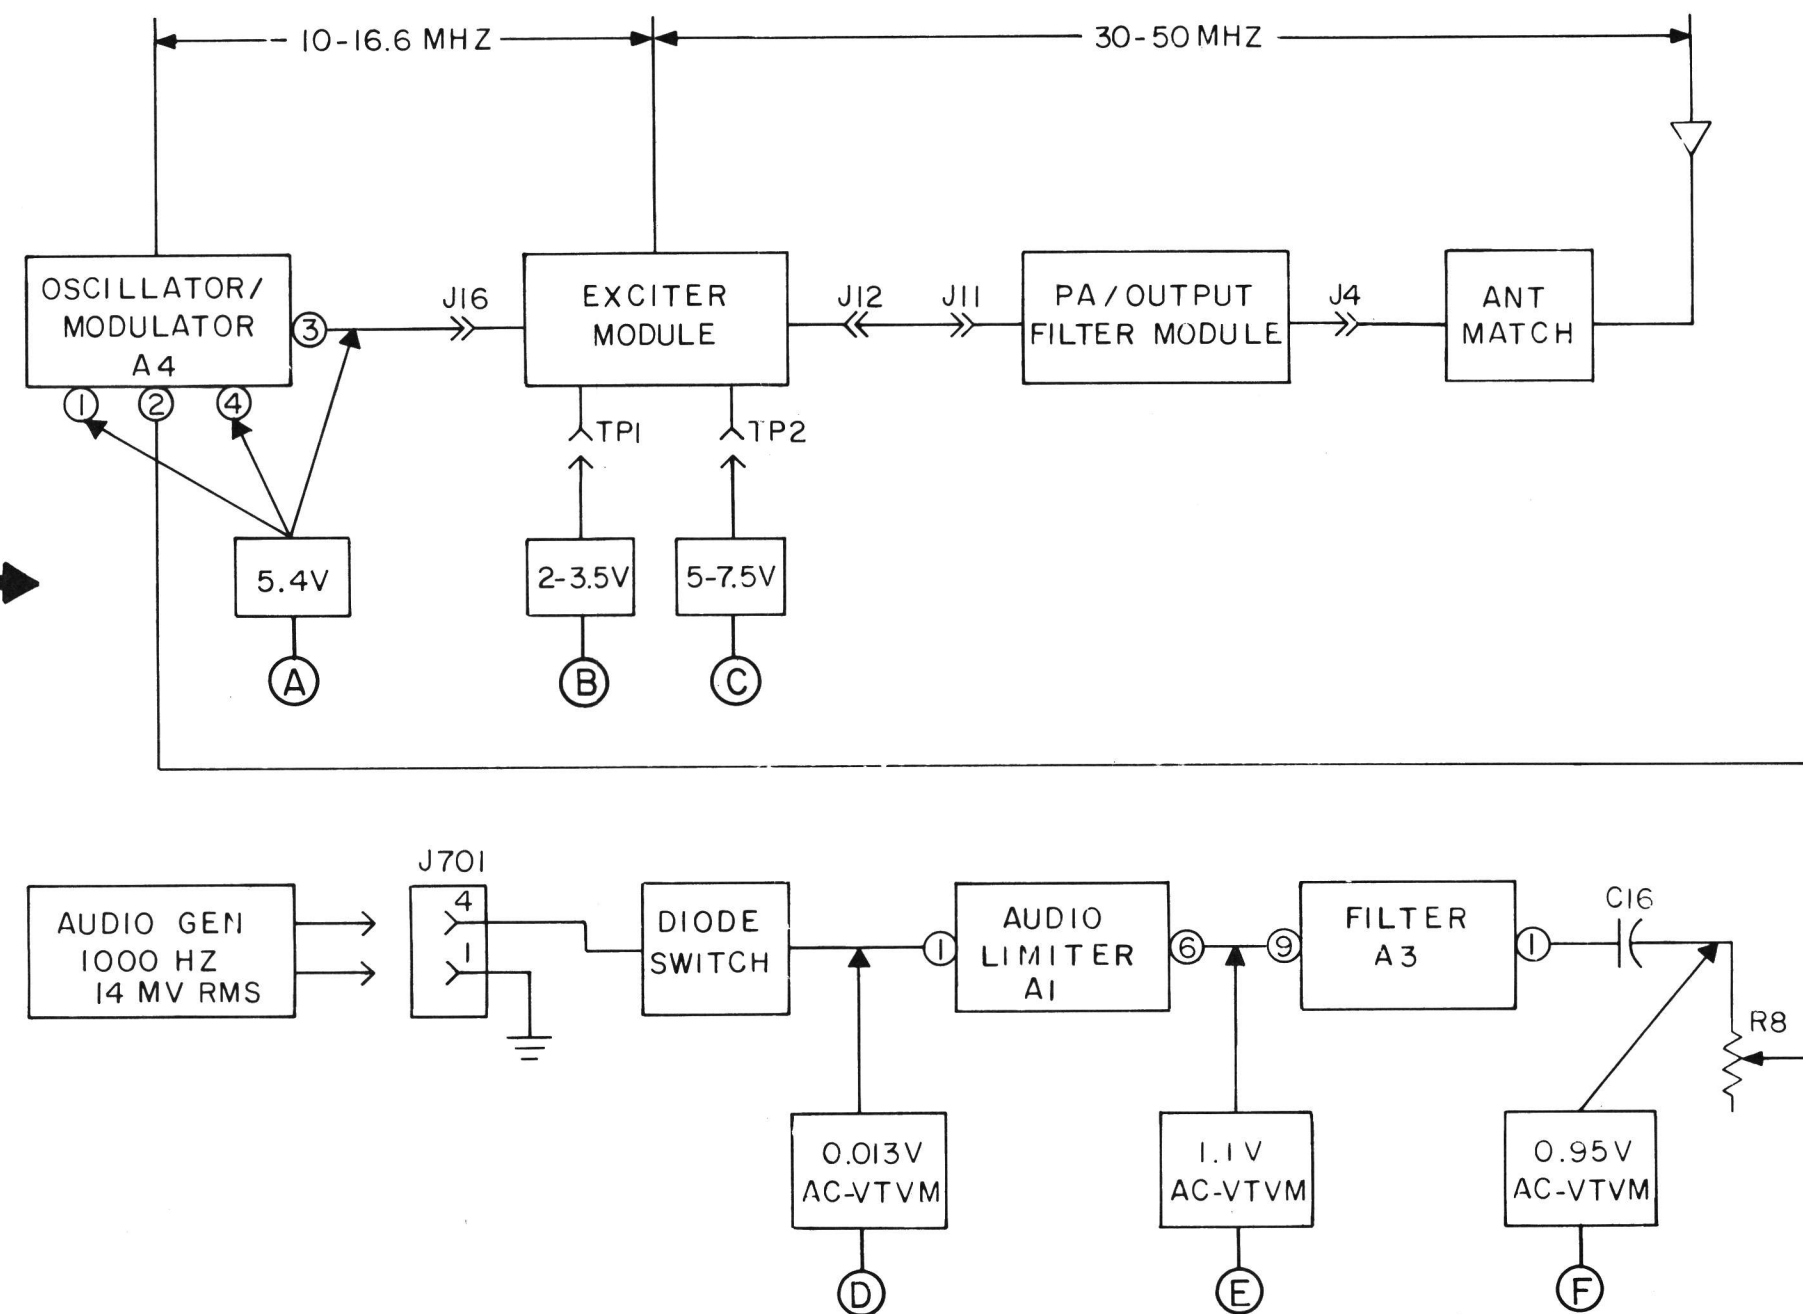 10-16.6 MHZ
30-50 MHZ
OSCILLATOR/
MODULATOR
A4
3
1
2
4
J16
EXCITER
MODULE
J12
J11
PA/OUTPUT
FILTER MODULE
J4
ANT
MATCH
TP1
TP2
5.4V
2-3.5V
5-7.5V
A
B
C
AUDIO GEN
1000 HZ
14 MV RMS
J701
4
1
DIODE
SWITCH
1
AUDIO
LIMITER
A1
6
9
FILTER
A3
1
C16
R8
0.013V
AC-VTVM
1.1V
AC-VTVM
0.95V
AC-VTVM
D
E
F